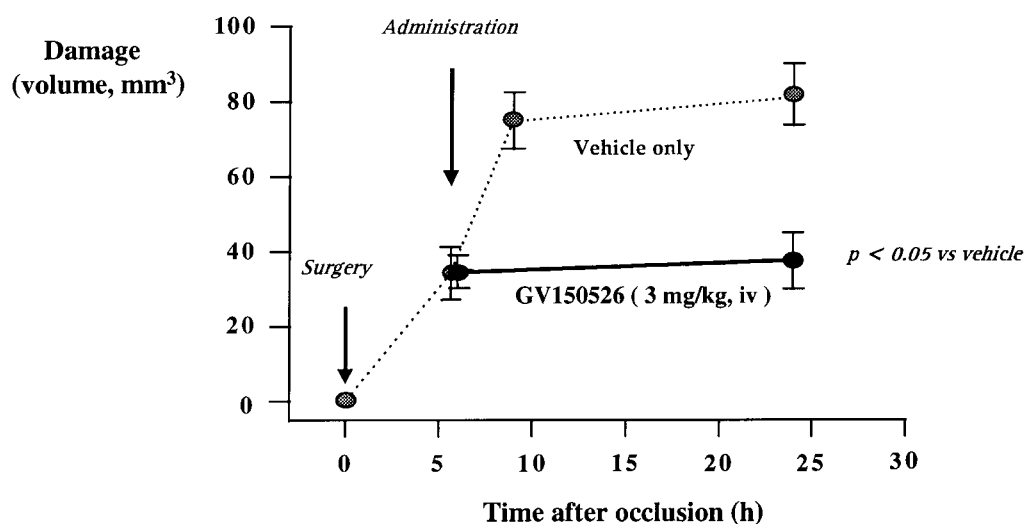 Damage
(volume, mm³)
100
80
60
40
20
0
Administration
Vehicle only
Surgery
p < 0.05 vs vehicle
GV150526 ( 3 mg/kg, iv )
0 5 10 15 20 25 30
Time after occlusion (h)